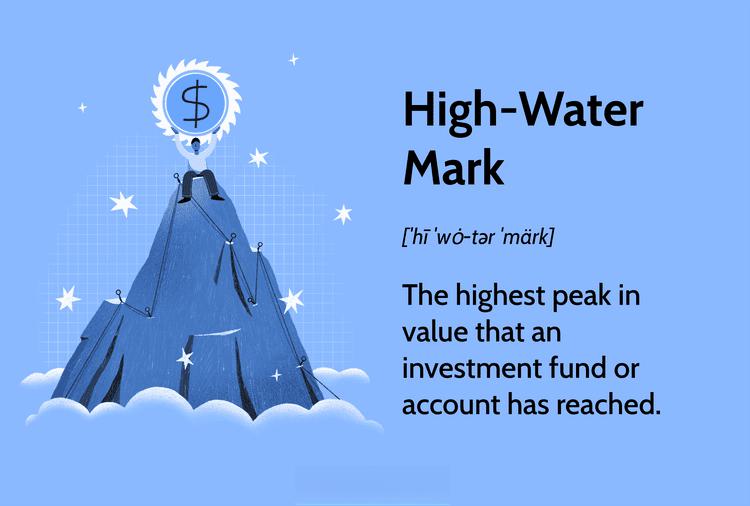 $
High-Water
Mark
[ˈhī ˈwȯ-tər ˈmärk]
The highest peak in
value that an
investment fund or
account has reached.